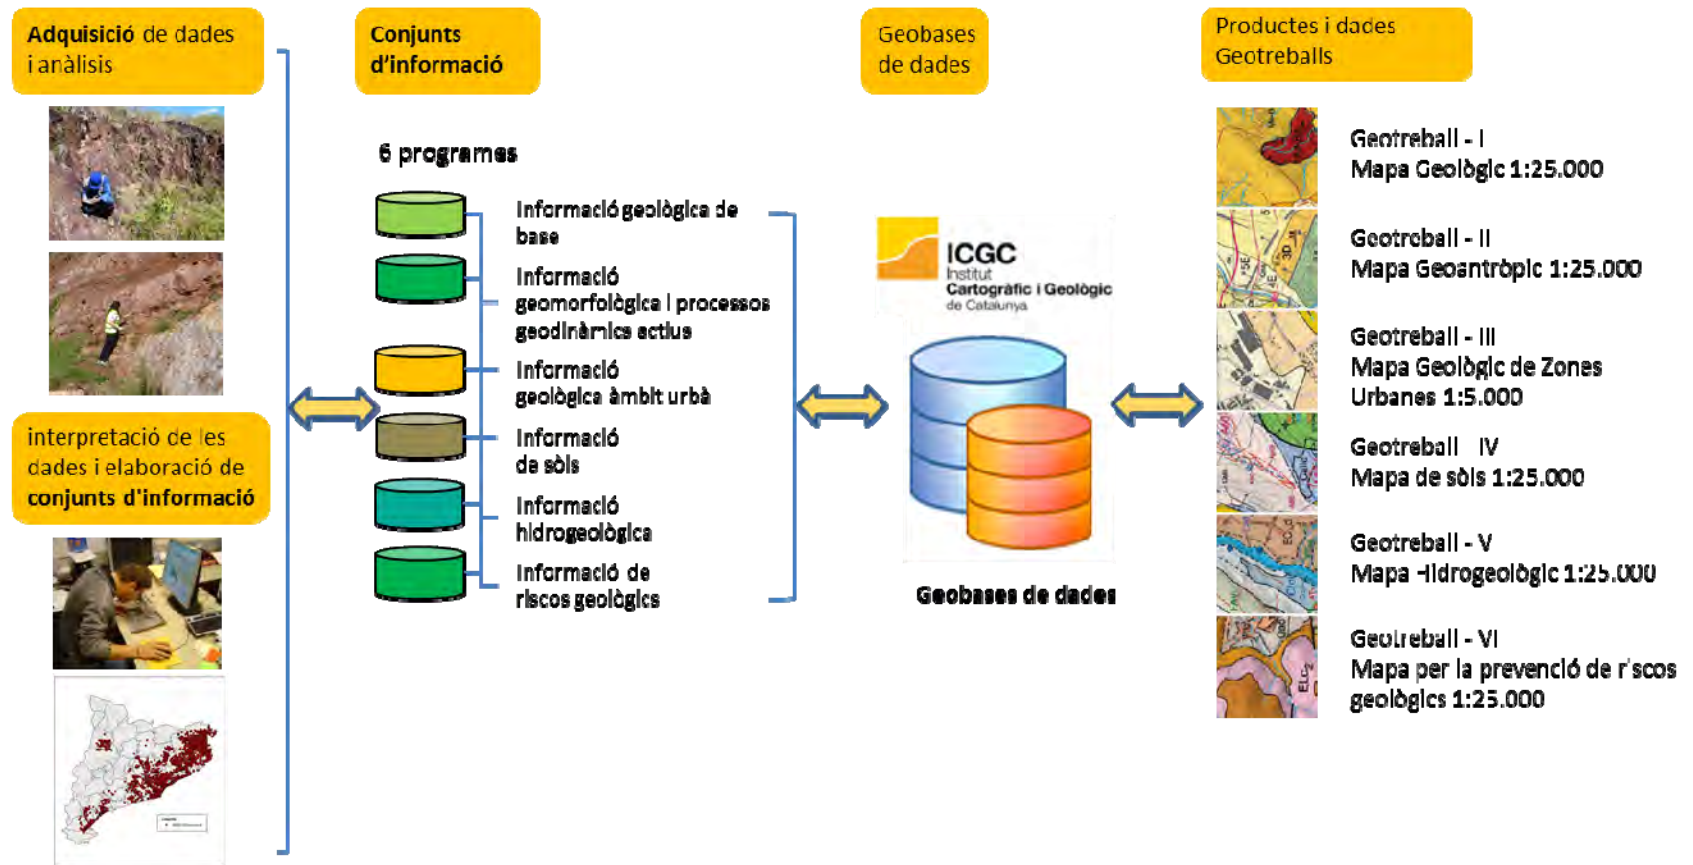 Adquisició de dades
i anàlisis
interpretació de les
dades i elaboració de
conjunts d'informació
Conjunts
d'informació
6 programes
Informació geològica de
base
Informació
geomorfològica i processos
geodinàmics actius
Informació
geològica àmbit urbà
Informació
de sòls
Informació
hidrogeològica
Informació de
riscos geològics
Geobases
de dades
ICGC
Institut
Cartogràfic i Geològic
de Catalunya
Geobases de dades
Productes i dades
Geotreballs
Geotreball - I
Mapa Geològic 1:25.000
Geotreball - II
Mapa Geoantròpic 1:25.000
Geotreball - III
Mapa Geològic de Zones
Urbanes 1:5.000
Geotreball IV
Mapa de sòls 1:25.000
Geotreball - V
Mapa Hidrogeològic 1:25.000
Geotreball - VI
Mapa per la prevenció de riscos
geològics 1:25.000
3D
+5E
4E
ELc-2